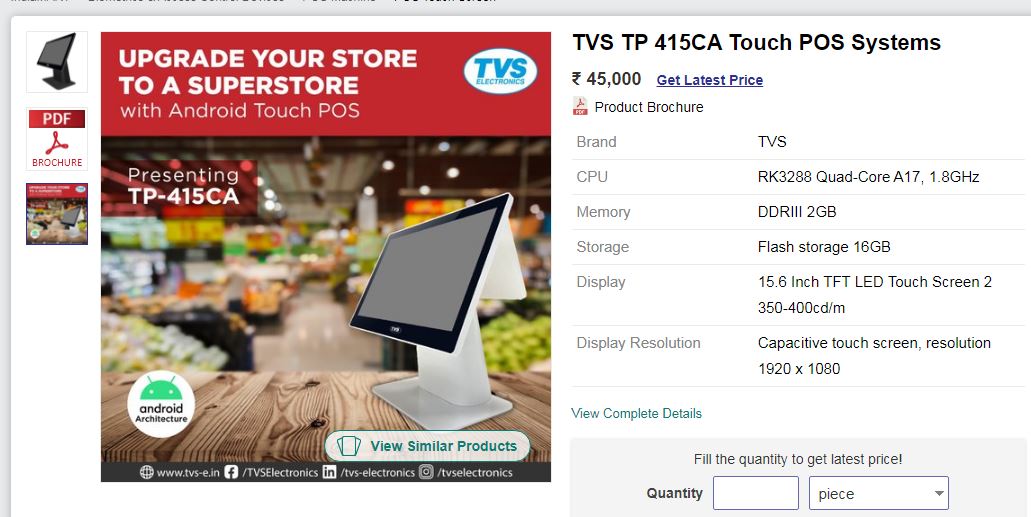 TVS TP 415CA Touch POS Systems
₹ 45,000 Get Latest Price
PDF Product Brochure
Brand TVS
CPU RK3288 Quad-Core A17, 1.8GHz
Memory DDRIII 2GB
Storage Flash storage 16GB
Display 15.6 Inch TFT LED Touch Screen 2
350-400cd/m
Display Resolution Capacitive touch screen, resolution
1920 x 1080
View Complete Details
Fill the quantity to get latest price!
Quantity piece
PDF
BROCHURE
UPGRADE YOUR STORE
TO A SUPERSTORE
with Android Touch POS
TVS
ELECTRONICS
Presenting
TP-415CA
TVS
android
Architecture
View Similar Products
www.tvs-e.in /TVSElectronics /tvs-electronics /tvselectronics